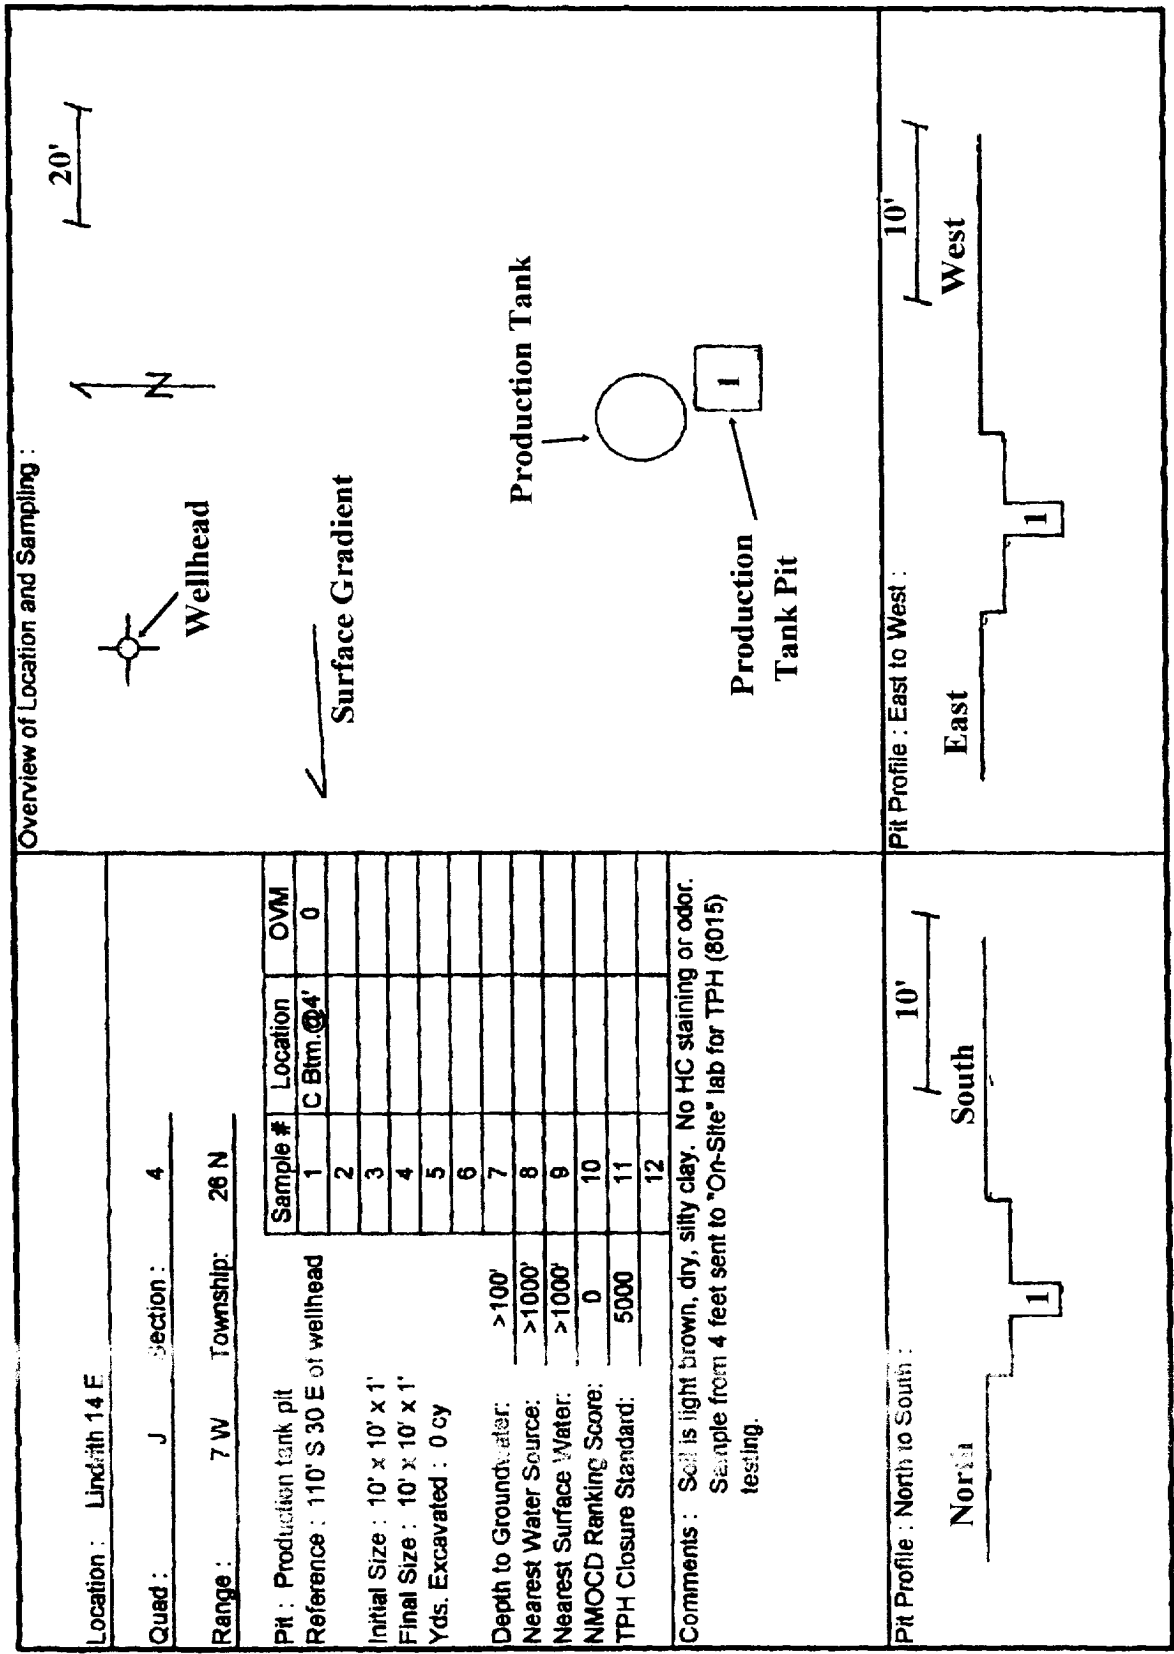 Location : Lindrith 14 E
Quad : J Section : 4
Range : 7 W Township: 26 N
Pit : Production tank pit
Reference : 110' S 30 E of wellhead
Initial Size : 10' x 10' x 1'
Final Size : 10' x 10' x 1'
Yds. Excavated : 0 cy
Depth to Groundwater: >100'
Nearest Water Source: >1000'
Nearest Surface Water: >1000'
NMOCD Ranking Score: 0
TPH Closure Standard: 5000
Sample # Location OVM
1 C Btm.@4' 0
2
3
4
5
6
7
8
9
10
11
12
Comments : Soil is light brown, dry, silty clay. No HC staining or odor.
Sample from 4 feet sent to "On-Site" lab for TPH (8015)
testing.
Overview of Location and Sampling :
20'
N
Wellhead
Surface Gradient
Production Tank
1
Production
Tank Pit
Pit Profile : North to South :
10'
North
South
1
Pit Profile : East to West :
10'
East
West
1